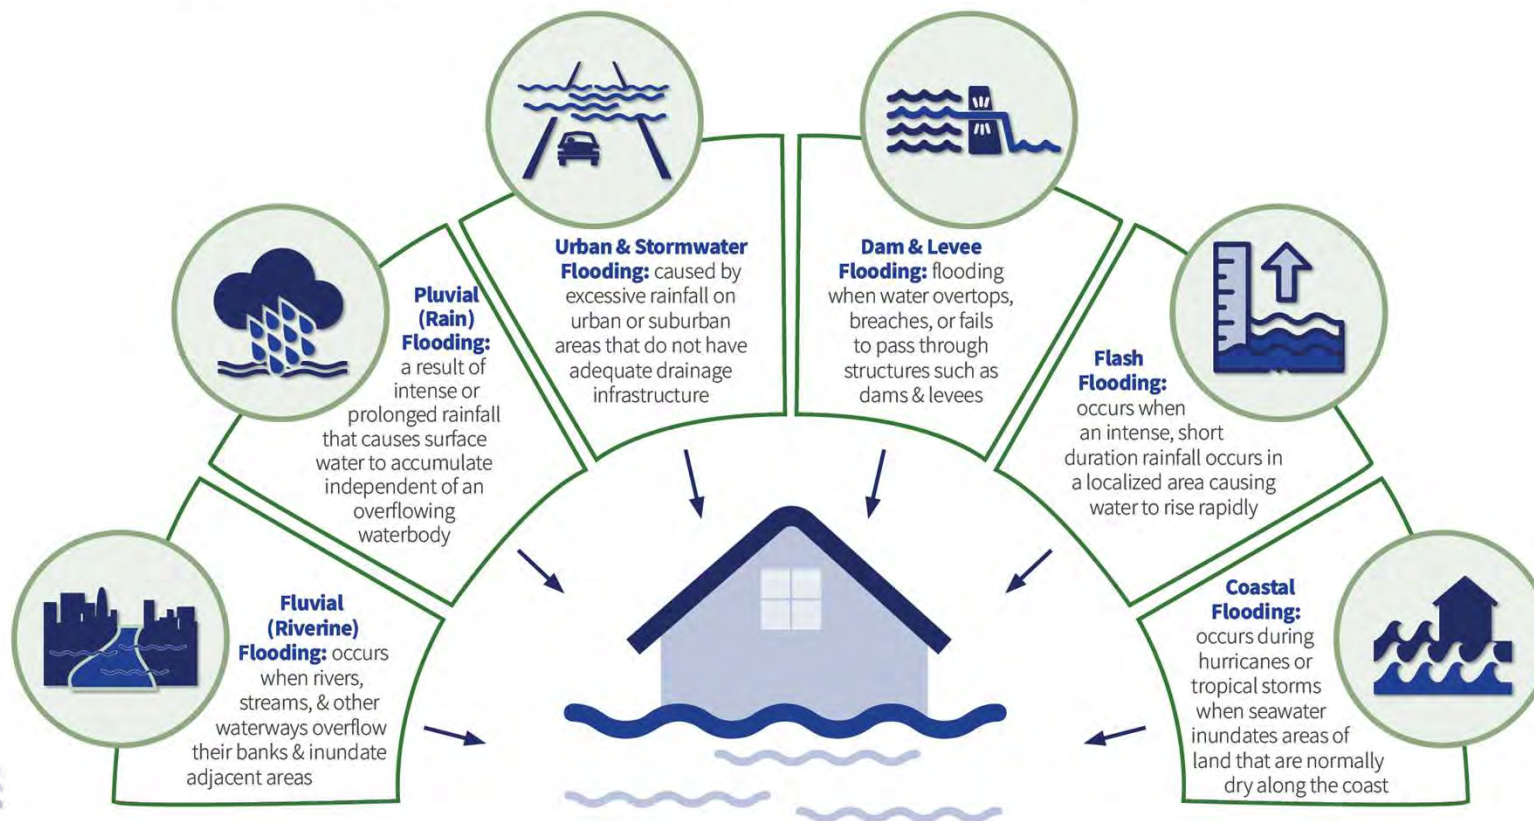 Fluvial
(Riverine)
Flooding: occurs
when rivers,
streams, & other
waterways overflow
their banks & inundate
adjacent areas
Pluvial
(Rain)
Flooding:
a result of
intense or
prolonged rainfall
that causes surface
water to accumulate
independent of an
overflowing
waterbody
Urban & Stormwater
Flooding: caused by
excessive rainfall on
urban or suburban
areas that do not have
adequate drainage
infrastructure
Dam & Levee
Flooding: flooding
when water overtops,
breaches, or fails
to pass through
structures such as
dams & levees
Flash
Flooding:
occurs when
an intense, short
duration rainfall occurs in
a localized area causing
water to rise rapidly
Coastal
Flooding:
occurs during
hurricanes or
tropical storms
when seawater
inundates areas of
land that are normally
dry along the coast